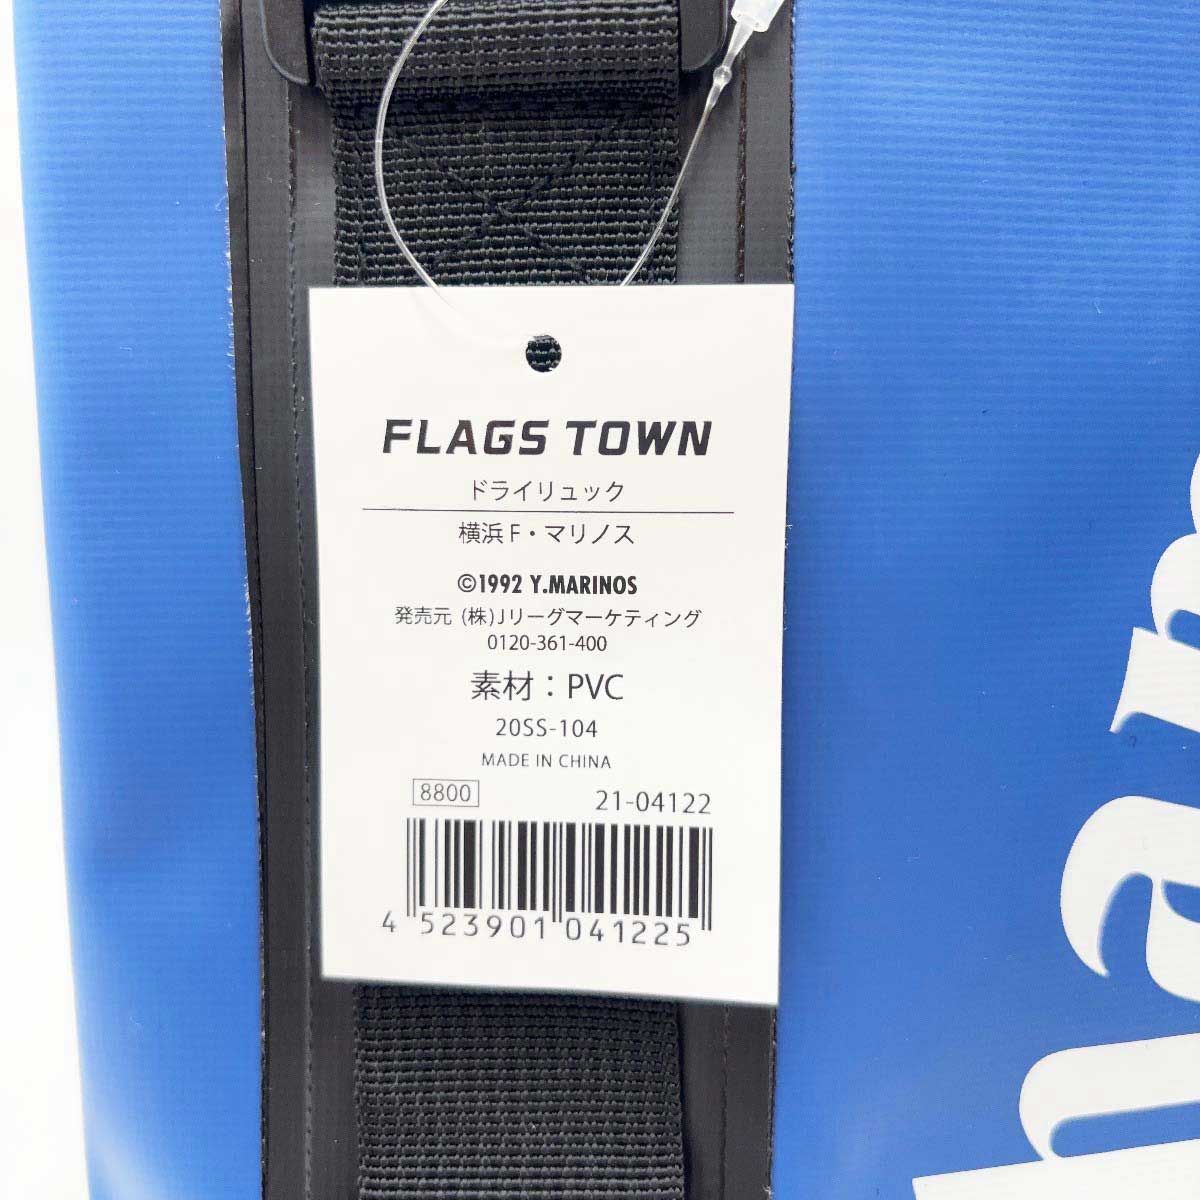 FLAGS TOWN
ドライリュック
横浜 F・マリノス
©1992 Y.MARINOS
発売元 (株)Jリーグマーケティング
0120-361-400
素材：PVC
20SS-104
MADE IN CHINA
8800 21-04122
4 523901 041225